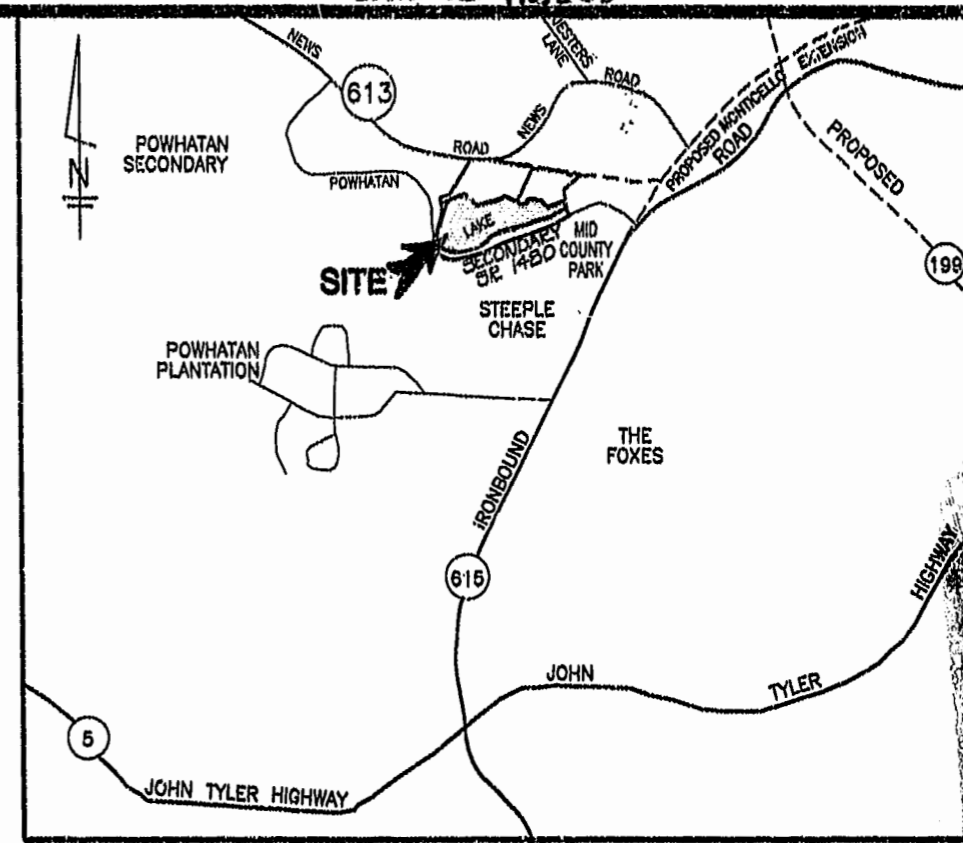 NEWS
VESTERS
LANE
ROAD
PROPOSED MONTICELLO EXTENSION
613
NEWS
ROAD
POWHATAN
SECONDARY
ROAD
PROPOSED
N
POWHATAN
LAKE
SECONDARY
S.R. 1480
MID
COUNTY
PARK
199
SITE
STEEPLE
CHASE
POWHATAN
PLANTATION
THE
FOXES
IRONBOUND
615
HIGHWAY
JOHN
TYLER
5
JOHN TYLER HIGHWAY